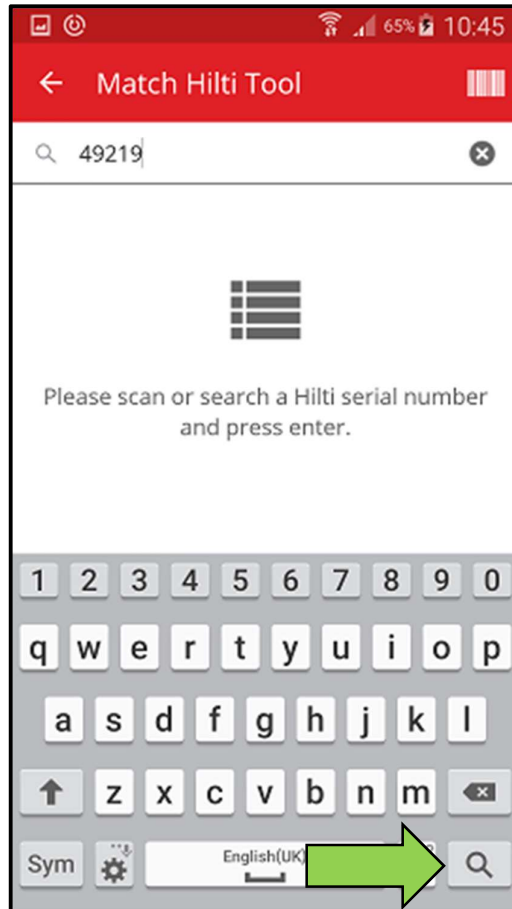 65% 10:45
Match Hilti Tool
49219
Please scan or search a Hilti serial number
and press enter.
1 2 3 4 5 6 7 8 9 0
q w e r t y u i o p
a s d f g h j k l
z x c v b n m
Sym English(UK)